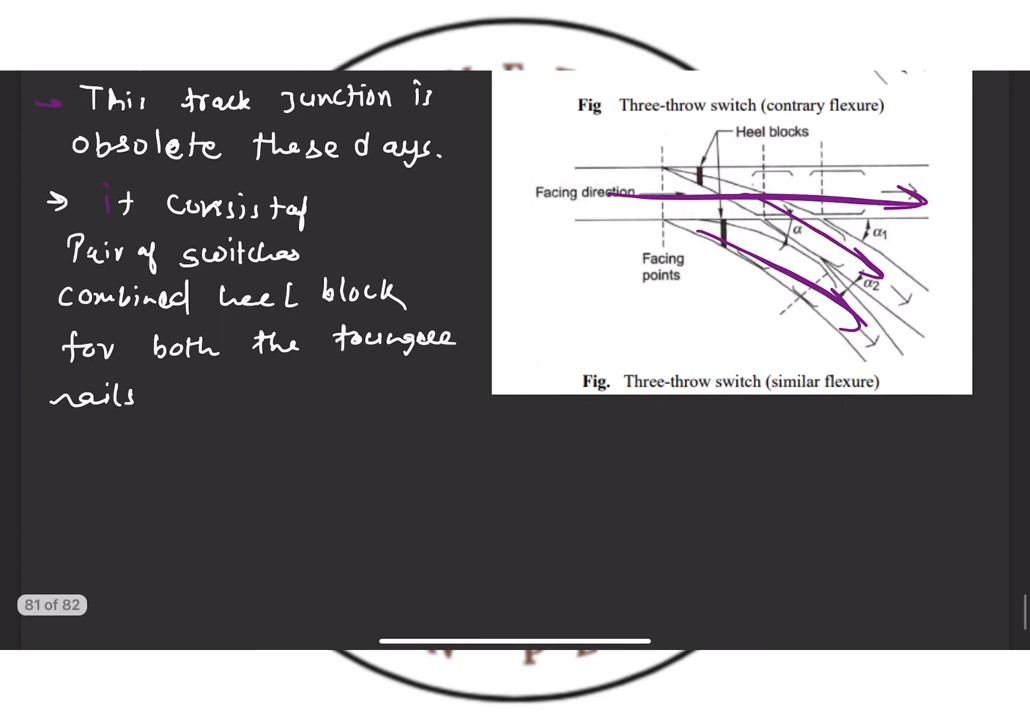 This track junction is
obsolete these days.
it consist of
Pair of switches
combined heel block
for both the toungee
rails
Fig Three-throw switch (contrary flexure)
Heel blocks
Facing direction
α
α1
Facing
points
α2
Fig. Three-throw switch (similar flexure)
81 of 82